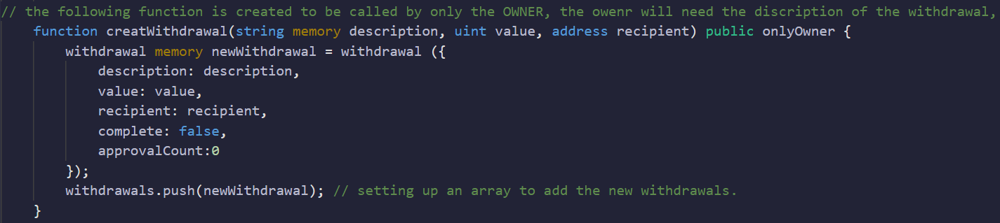 // the following function is created to be called by only the OWNER, the owenr will need the discription of the withdrawal,
function creatWithdrawal(string memory description, uint value, address recipient) public onlyOwner {
withdrawal memory newWithdrawal = withdrawal ({
description: description,
value: value,
recipient: recipient,
complete: false,
approvalCount:0
});
withdrawals.push(newWithdrawal); // setting up an array to add the new withdrawals.
}